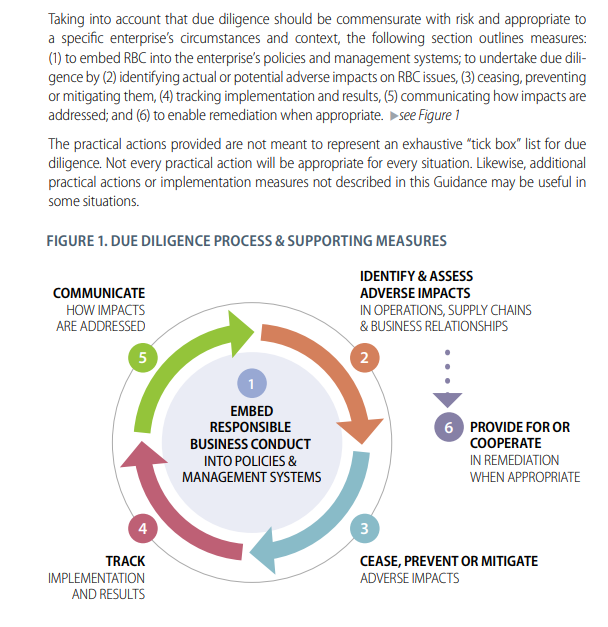 Taking into account that due diligence should be commensurate with risk and appropriate to
a specific enterprise's circumstances and context, the following section outlines measures:
(1) to embed RBC into the enterprise's policies and management systems; to undertake due dili-
gence by (2) identifying actual or potential adverse impacts on RBC issues, (3) ceasing, preventing
or mitigating them, (4) tracking implementation and results, (5) communicating how impacts are
addressed; and (6) to enable remediation when appropriate. ▶see Figure 1
The practical actions provided are not meant to represent an exhaustive “tick box” list for due
diligence. Not every practical action will be appropriate for every situation. Likewise, additional
practical actions or implementation measures not described in this Guidance may be useful in
some situations.
FIGURE 1. DUE DILIGENCE PROCESS & SUPPORTING MEASURES
1
EMBED
RESPONSIBLE
BUSINESS CONDUCT
INTO POLICIES &
MANAGEMENT SYSTEMS
IDENTIFY & ASSESS
ADVERSE IMPACTS
IN OPERATIONS, SUPPLY CHAINS
& BUSINESS RELATIONSHIPS
2
3
CEASE, PREVENT OR MITIGATE
ADVERSE IMPACTS
4
TRACK
IMPLEMENTATION
AND RESULTS
COMMUNICATE
HOW IMPACTS
ARE ADDRESSED
5
6
PROVIDE FOR OR
COOPERATE
IN REMEDIATION
WHEN APPROPRIATE